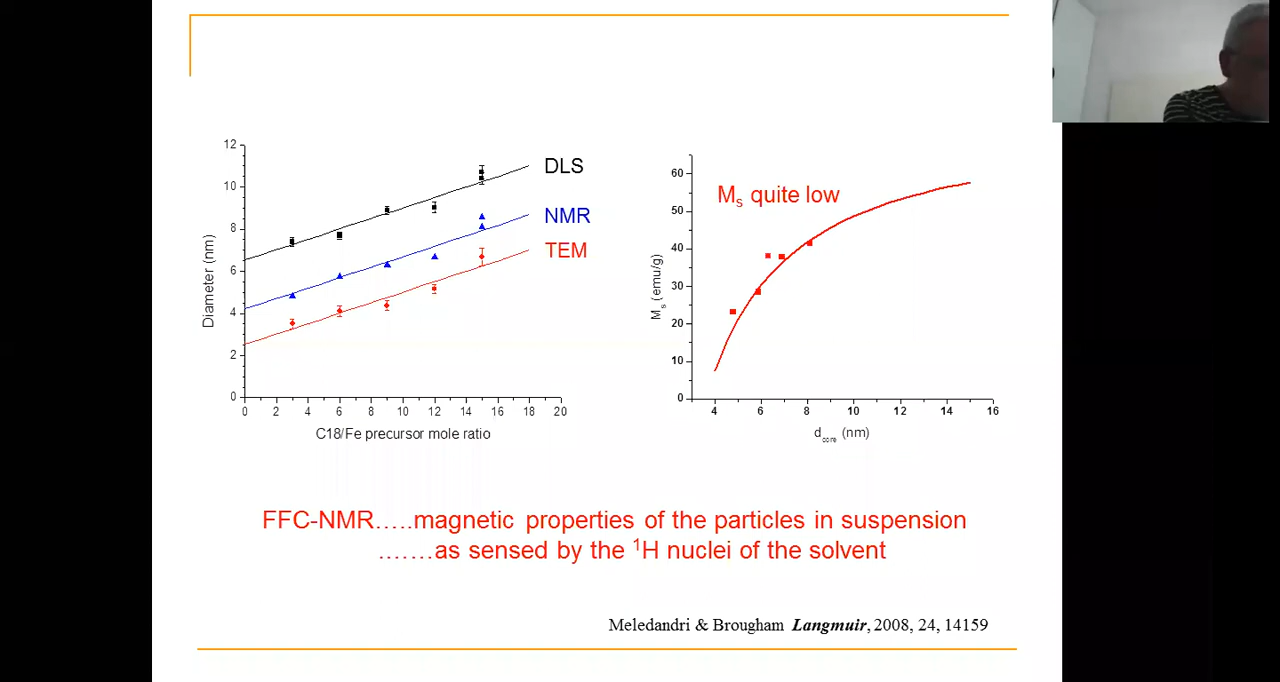 DLS
NMR
TEM
Diameter (nm)
12
10
8
6
4
2
0
0 2 4 6 8 10 12 14 16 18 20
C18/Fe precursor mole ratio
Ms quite low
Ms (emu/g)
60
50
40
30
20
10
0
4 6 8 10 12 14 16
dcore (nm)
FFC-NMR.....magnetic properties of the particles in suspension
.......as sensed by the 1H nuclei of the solvent
Meledandri & Brougham Langmuir, 2008, 24, 14159